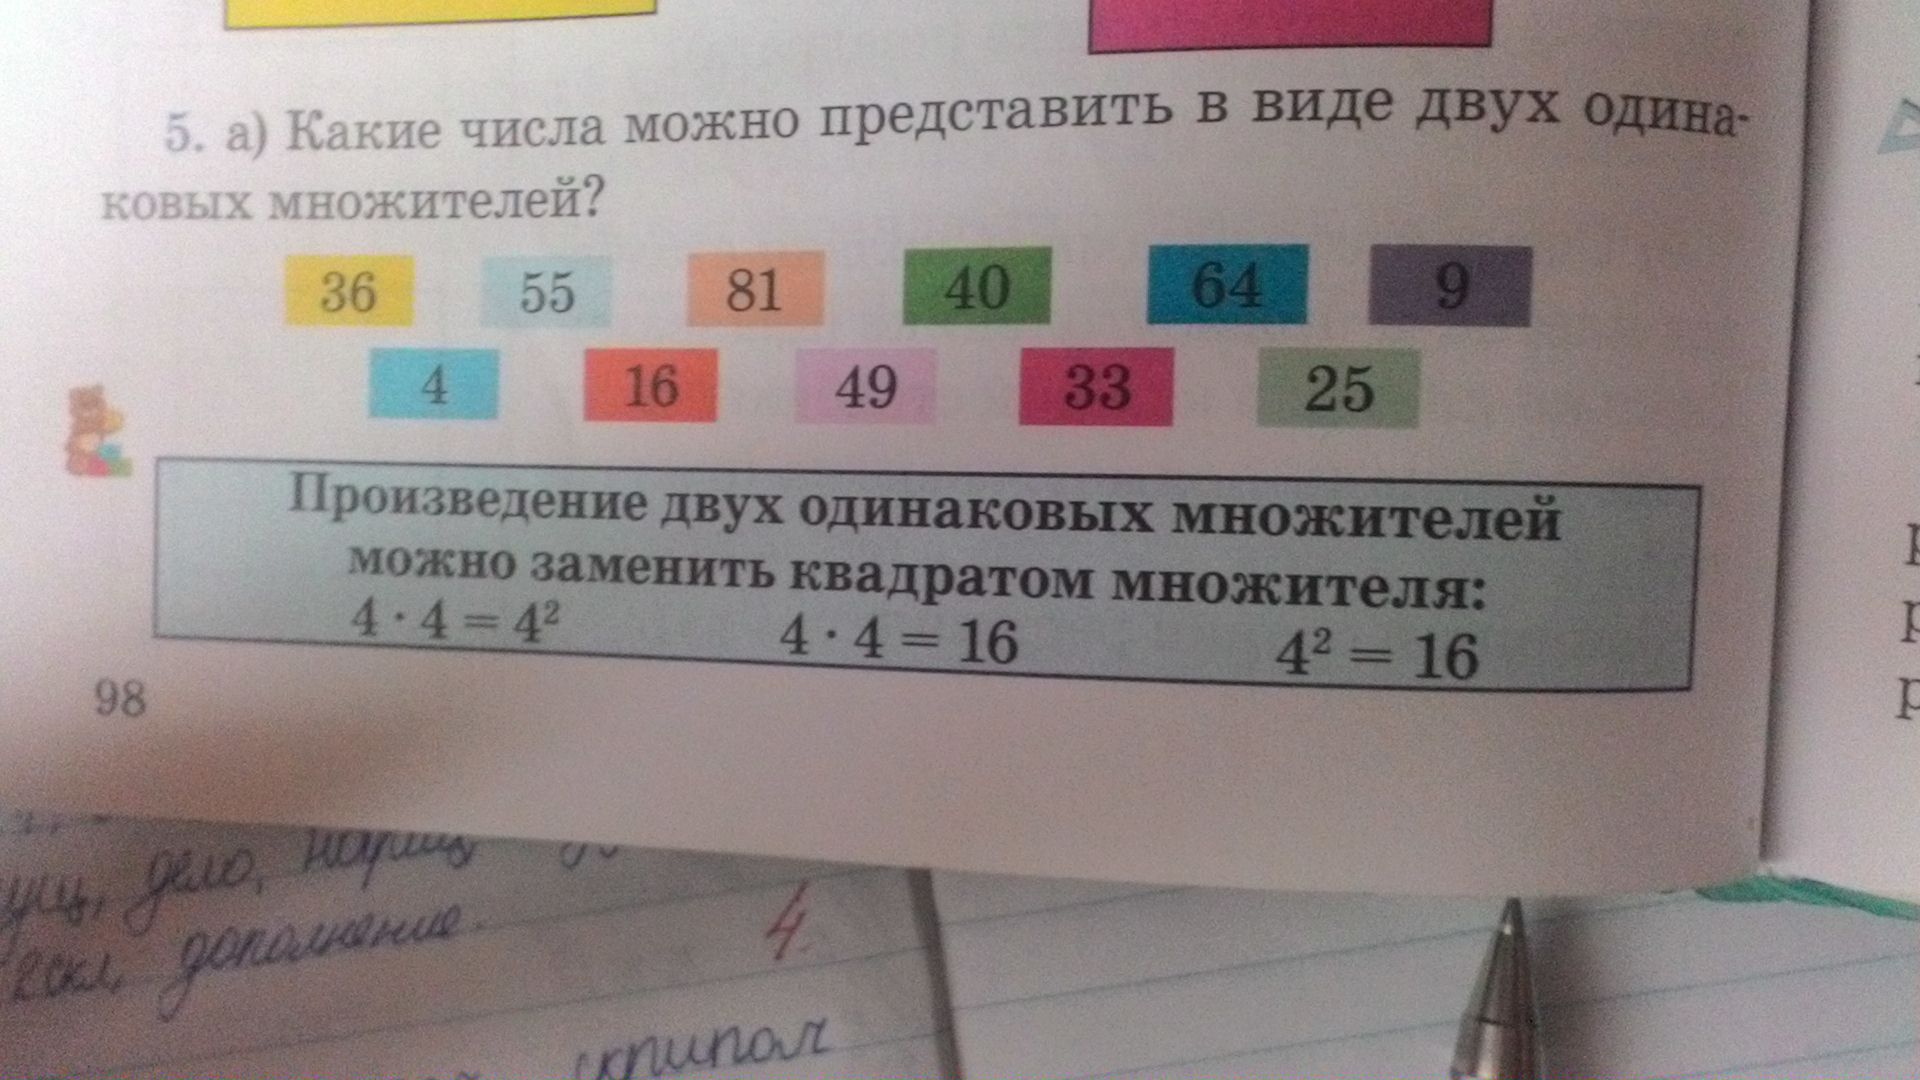 5. а) Какие числа можно представить в виде двух одина-
ковых множителей?
36 55 81 40 64 9
4 16 49 33 25
Произведение двух одинаковых множителей
можно заменить квадратом множителя:
4 · 4 = 4² 4 · 4 = 16 4² = 16
98
дело,
2скл, дополнение.
4